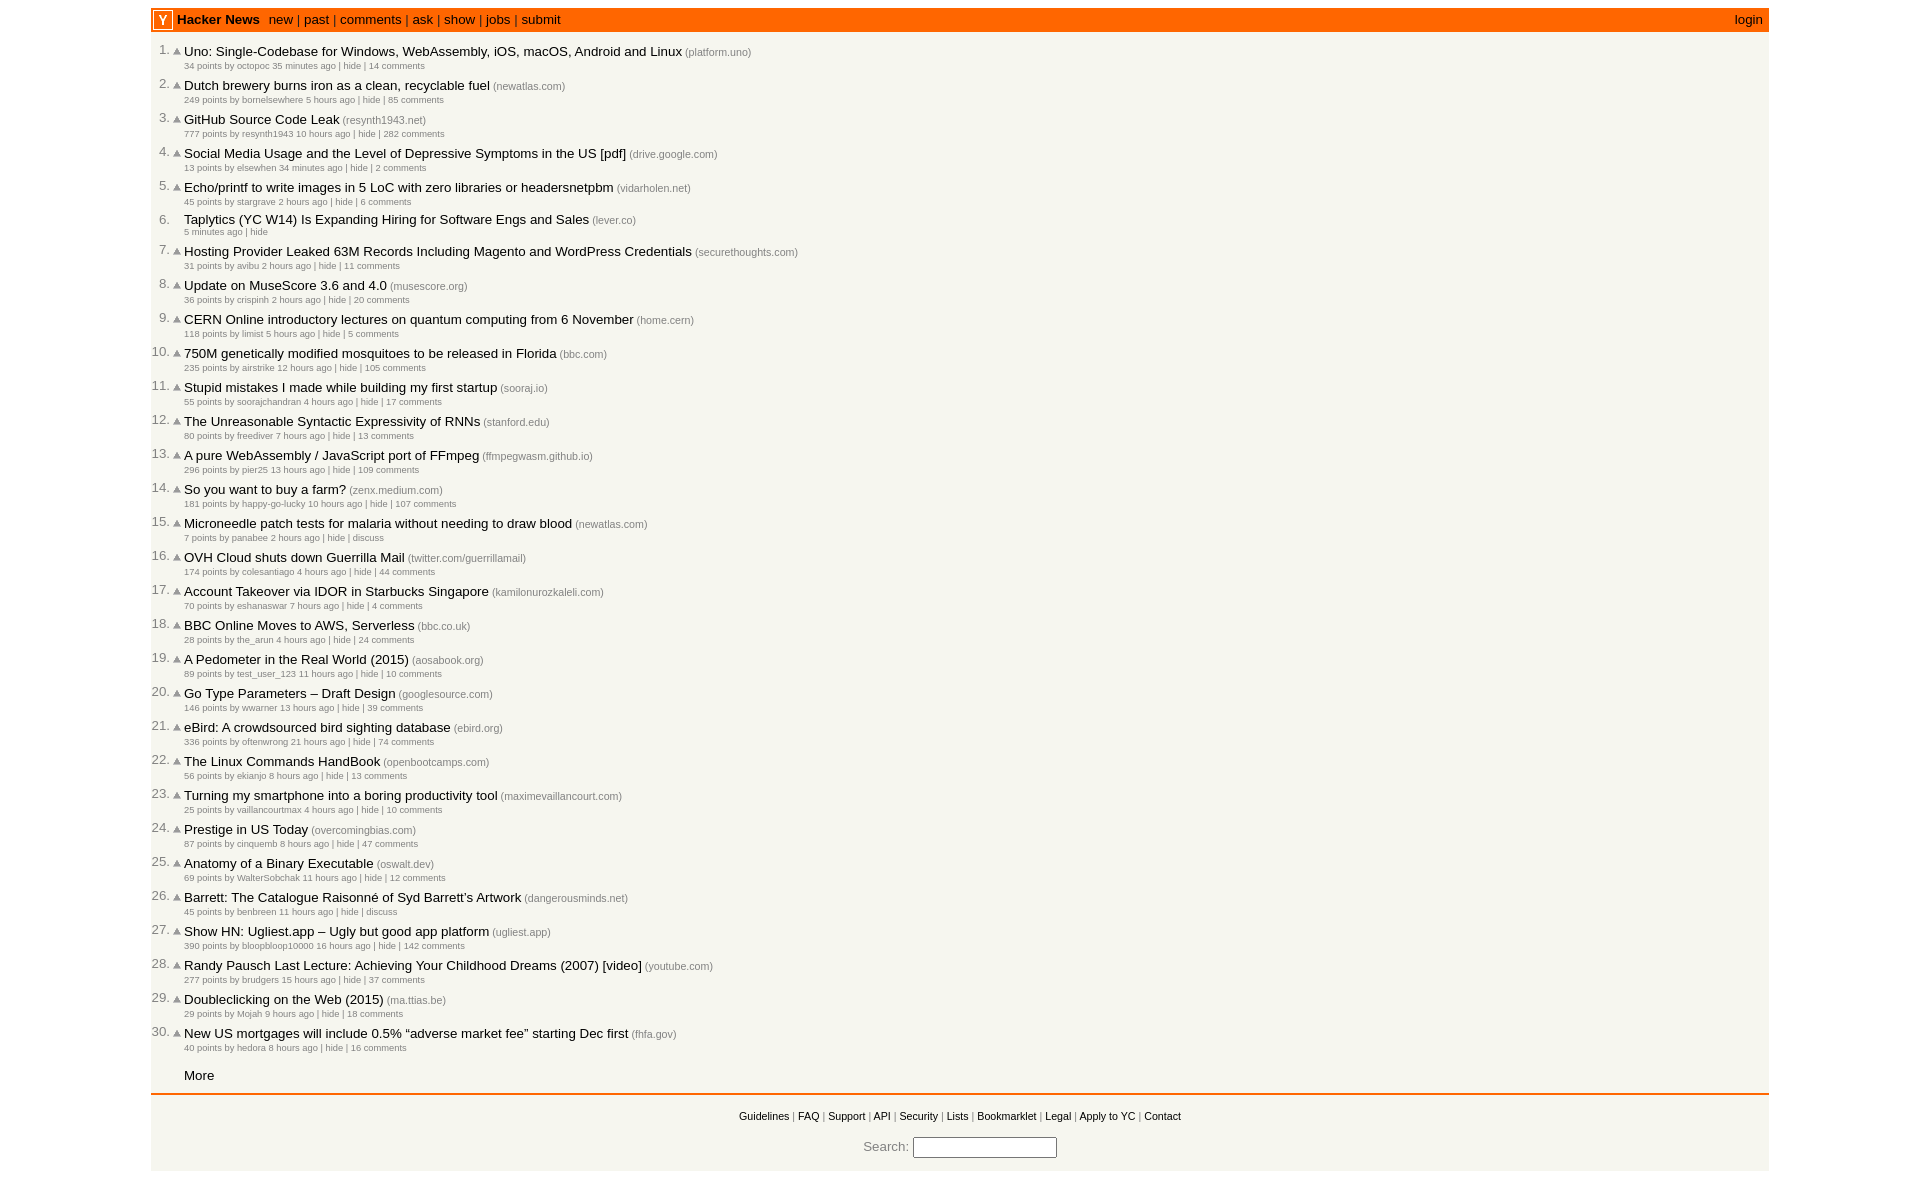 Y Hacker News new | past | comments | ask | show | jobs | submit login
1. Uno: Single-Codebase for Windows, WebAssembly, iOS, macOS, Android and Linux (platform.uno)
34 points by octopoc 35 minutes ago | hide | 14 comments
2. Dutch brewery burns iron as a clean, recyclable fuel (newatlas.com)
249 points by bornelsewhere 5 hours ago | hide | 85 comments
3. GitHub Source Code Leak (resynth1943.net)
777 points by resynth1943 10 hours ago | hide | 282 comments
4. Social Media Usage and the Level of Depressive Symptoms in the US [pdf] (drive.google.com)
13 points by elsewhen 34 minutes ago | hide | 2 comments
5. Echo/printf to write images in 5 LoC with zero libraries or headersnetpbm (vidarholen.net)
45 points by stargrave 2 hours ago | hide | 6 comments
6. Taplytics (YC W14) Is Expanding Hiring for Software Engs and Sales (lever.co)
5 minutes ago | hide
7. Hosting Provider Leaked 63M Records Including Magento and WordPress Credentials (securethoughts.com)
31 points by avibu 2 hours ago | hide | 11 comments
8. Update on MuseScore 3.6 and 4.0 (musescore.org)
36 points by crispinh 2 hours ago | hide | 20 comments
9. CERN Online introductory lectures on quantum computing from 6 November (home.cern)
118 points by limist 5 hours ago | hide | 5 comments
10. 750M genetically modified mosquitoes to be released in Florida (bbc.com)
235 points by airstrike 12 hours ago | hide | 105 comments
11. Stupid mistakes I made while building my first startup (sooraj.io)
55 points by soorajchandran 4 hours ago | hide | 17 comments
12. The Unreasonable Syntactic Expressivity of RNNs (stanford.edu)
80 points by freediver 7 hours ago | hide | 13 comments
13. A pure WebAssembly / JavaScript port of FFmpeg (ffmpegwasm.github.io)
296 points by pier25 13 hours ago | hide | 109 comments
14. So you want to buy a farm? (zenx.medium.com)
181 points by happy-go-lucky 10 hours ago | hide | 107 comments
15. Microneedle patch tests for malaria without needing to draw blood (newatlas.com)
7 points by panabee 2 hours ago | hide | discuss
16. OVH Cloud shuts down Guerrilla Mail (twitter.com/guerrillamail)
174 points by colesantiago 4 hours ago | hide | 44 comments
17. Account Takeover via IDOR in Starbucks Singapore (kamilonurozkaleli.com)
70 points by eshanaswar 7 hours ago | hide | 4 comments
18. BBC Online Moves to AWS, Serverless (bbc.co.uk)
28 points by the_arun 4 hours ago | hide | 24 comments
19. A Pedometer in the Real World (2015) (aosabook.org)
89 points by test_user_123 11 hours ago | hide | 10 comments
20. Go Type Parameters – Draft Design (googlesource.com)
146 points by wwarner 13 hours ago | hide | 39 comments
21. eBird: A crowdsourced bird sighting database (ebird.org)
336 points by oftenwrong 21 hours ago | hide | 74 comments
22. The Linux Commands HandBook (openbootcamps.com)
56 points by ekianjo 8 hours ago | hide | 13 comments
23. Turning my smartphone into a boring productivity tool (maximevaillancourt.com)
25 points by vaillancourtmax 4 hours ago | hide | 10 comments
24. Prestige in US Today (overcomingbias.com)
87 points by cinquemb 8 hours ago | hide | 47 comments
25. Anatomy of a Binary Executable (oswalt.dev)
69 points by WalterSobchak 11 hours ago | hide | 12 comments
26. Barrett: The Catalogue Raisonné of Syd Barrett’s Artwork (dangerousminds.net)
45 points by benbreen 11 hours ago | hide | discuss
27. Show HN: Ugliest.app – Ugly but good app platform (ugliest.app)
390 points by bloopbloop10000 16 hours ago | hide | 142 comments
28. Randy Pausch Last Lecture: Achieving Your Childhood Dreams (2007) [video] (youtube.com)
277 points by brudgers 15 hours ago | hide | 37 comments
29. Doubleclicking on the Web (2015) (ma.ttias.be)
29 points by Mojah 9 hours ago | hide | 18 comments
30. New US mortgages will include 0.5% “adverse market fee” starting Dec first (fhfa.gov)
40 points by hedora 8 hours ago | hide | 16 comments
More
Guidelines | FAQ | Support | API | Security | Lists | Bookmarklet | Legal | Apply to YC | Contact
Search: